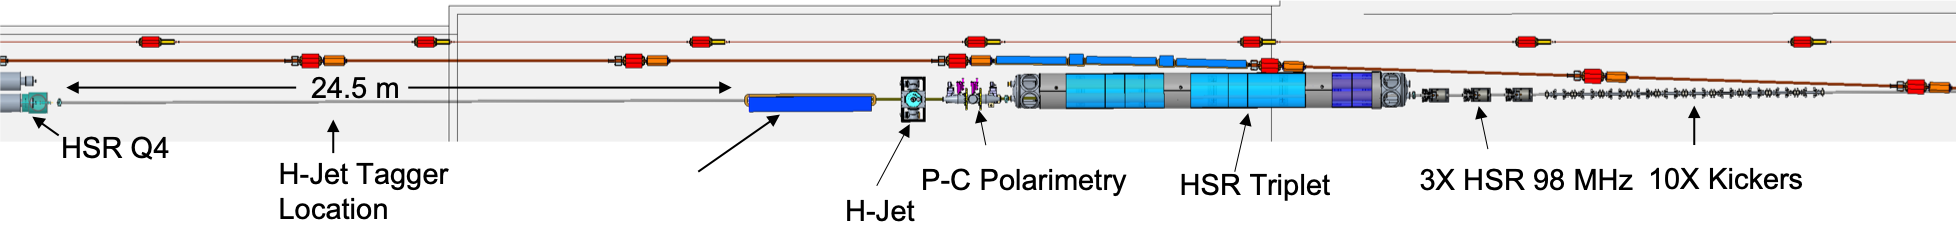 24.5 m
HSR Q4
H-Jet Tagger
Location
H-Jet
P-C Polarimetry
HSR Triplet
3X HSR 98 MHz
10X Kickers